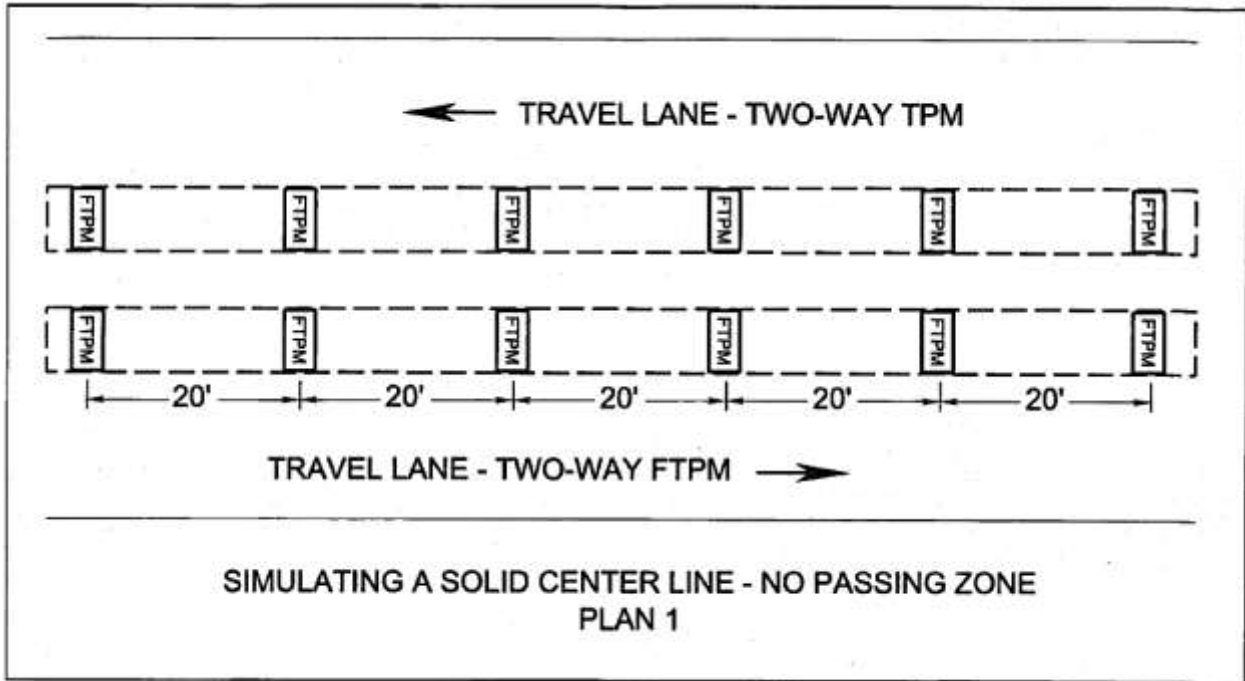 TRAVEL LANE - TWO-WAY TPM
FTPM FTPM FTPM FTPM FTPM FTPM
FTPM FTPM FTPM FTPM FTPM FTPM
20' 20' 20' 20' 20'
TRAVEL LANE - TWO-WAY FTPM
SIMULATING A SOLID CENTER LINE - NO PASSING ZONE
PLAN 1